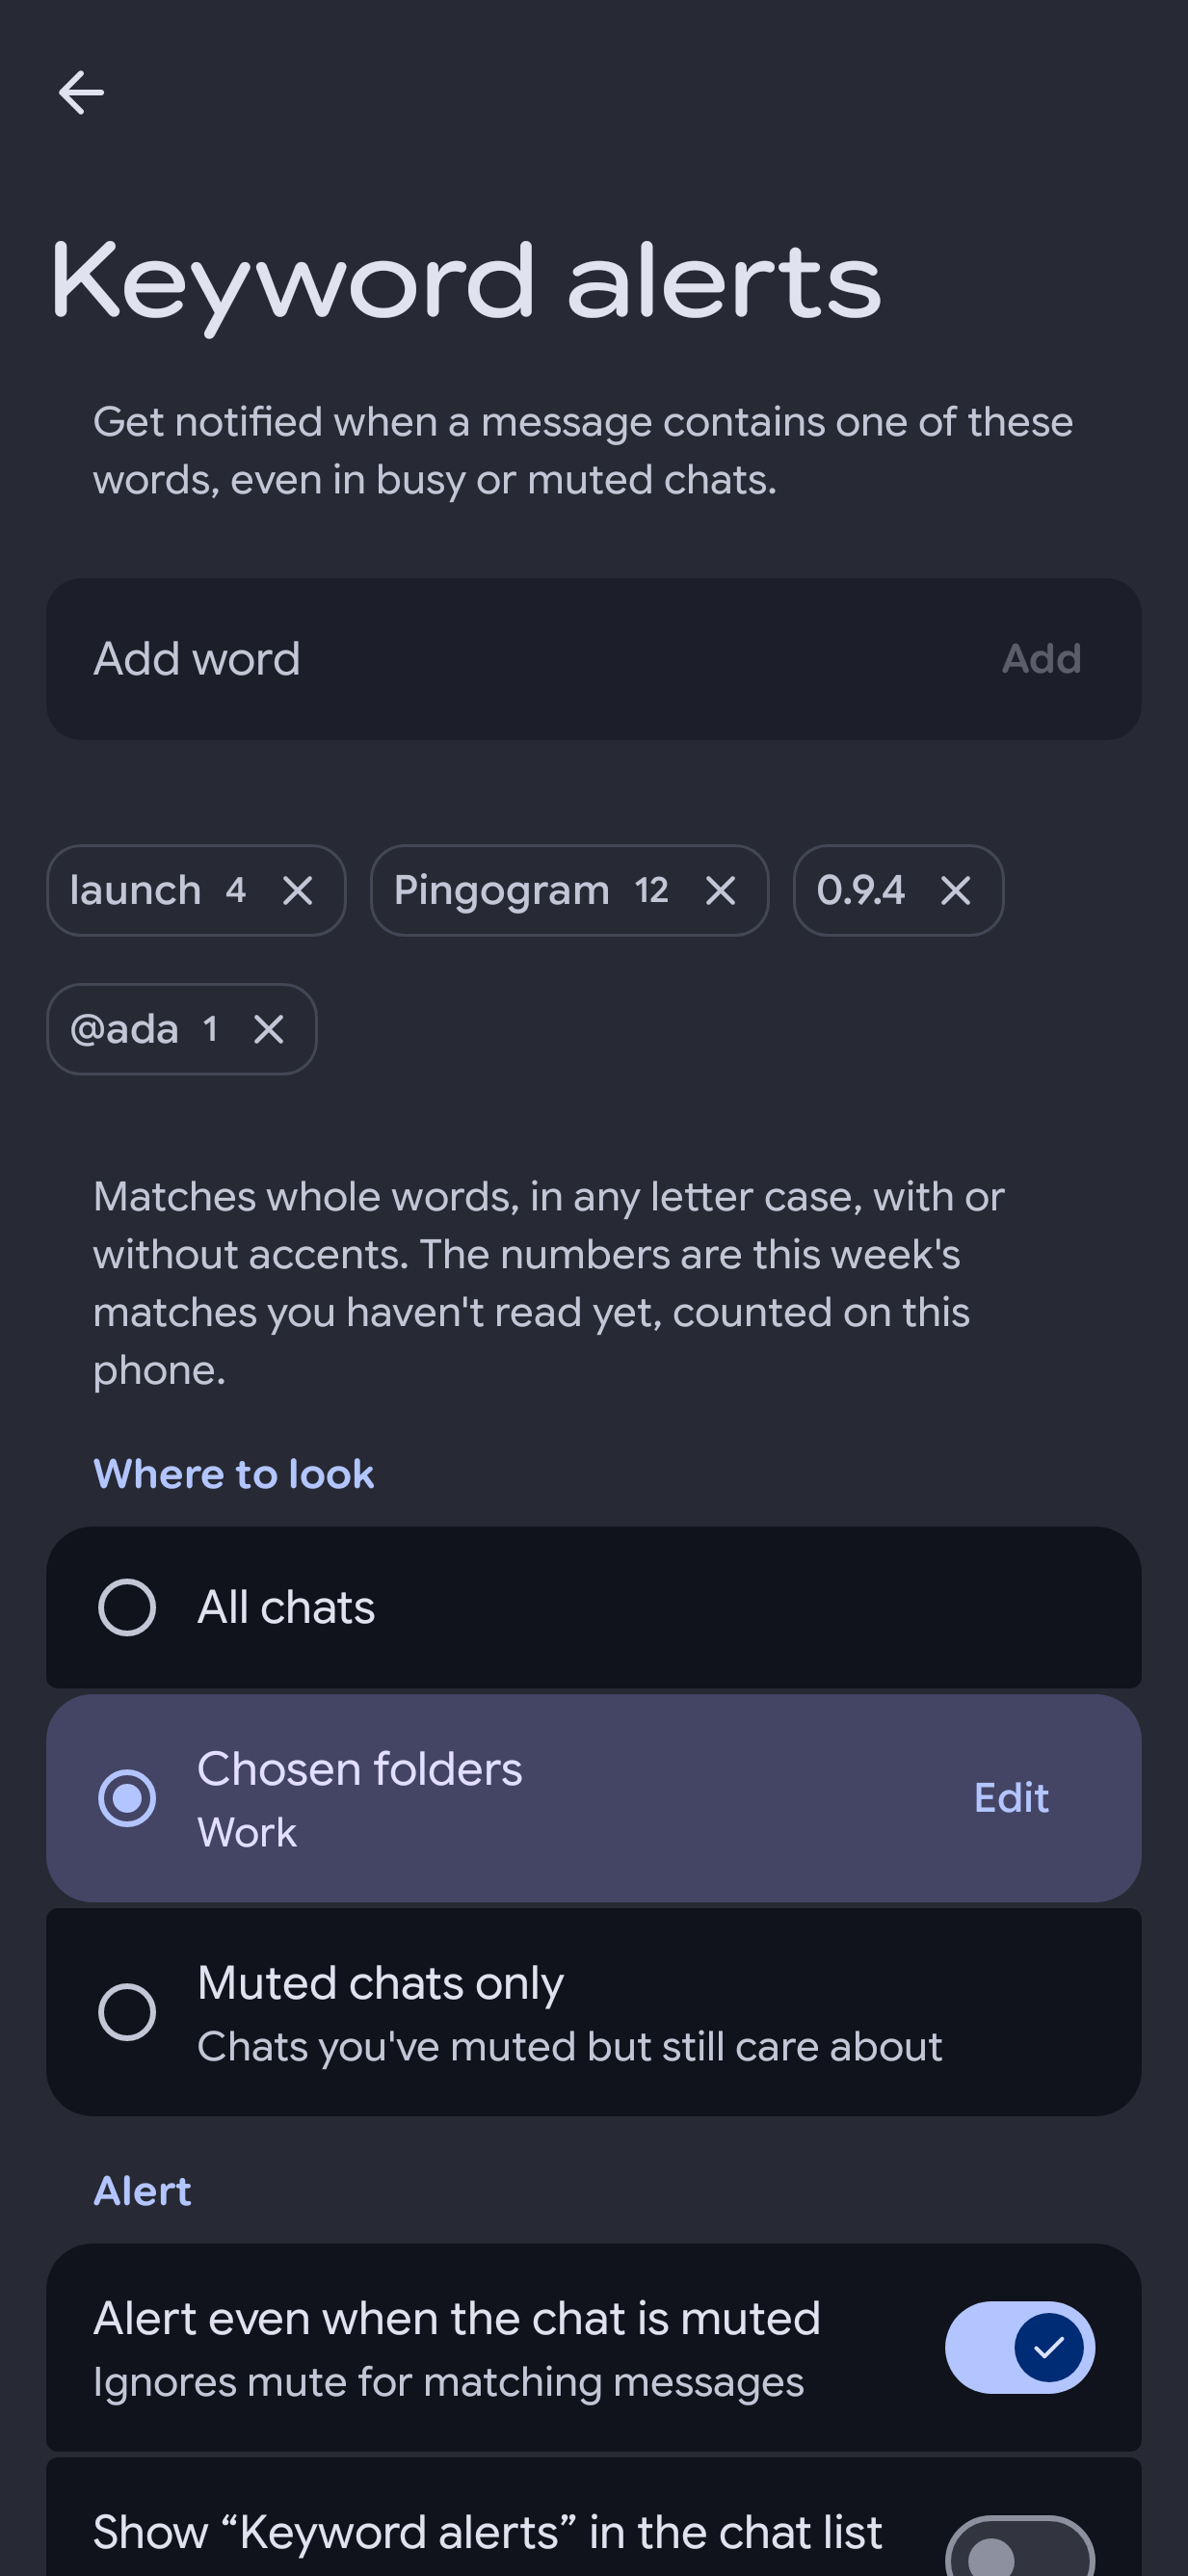 Keyword alerts
Get notified when a message contains one of these
words, even in busy or muted chats.
Add word Add
launch 4 Pingogram 12 0.9.4
@ada 1
Matches whole words, in any letter case, with or
without accents. The numbers are this week's
matches you haven't read yet, counted on this
phone.
Where to look
All chats
Chosen folders
Work
Edit
Muted chats only
Chats you've muted but still care about
Alert
Alert even when the chat is muted
Ignores mute for matching messages
Show “Keyword alerts” in the chat list